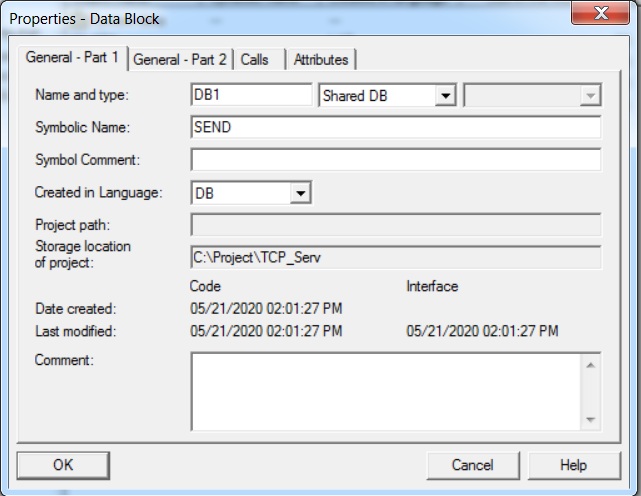 Properties - Data Block
General - Part 1 General - Part 2 Calls Attributes
Name and type: DB1 Shared DB
Symbolic Name: SEND
Symbol Comment:
Created in Language: DB
Project path:
Storage location
of project: C:\Project\TCP_Serv
Code Interface
Date created: 05/21/2020 02:01:27 PM
Last modified: 05/21/2020 02:01:27 PM 05/21/2020 02:01:27 PM
Comment:
OK Cancel Help